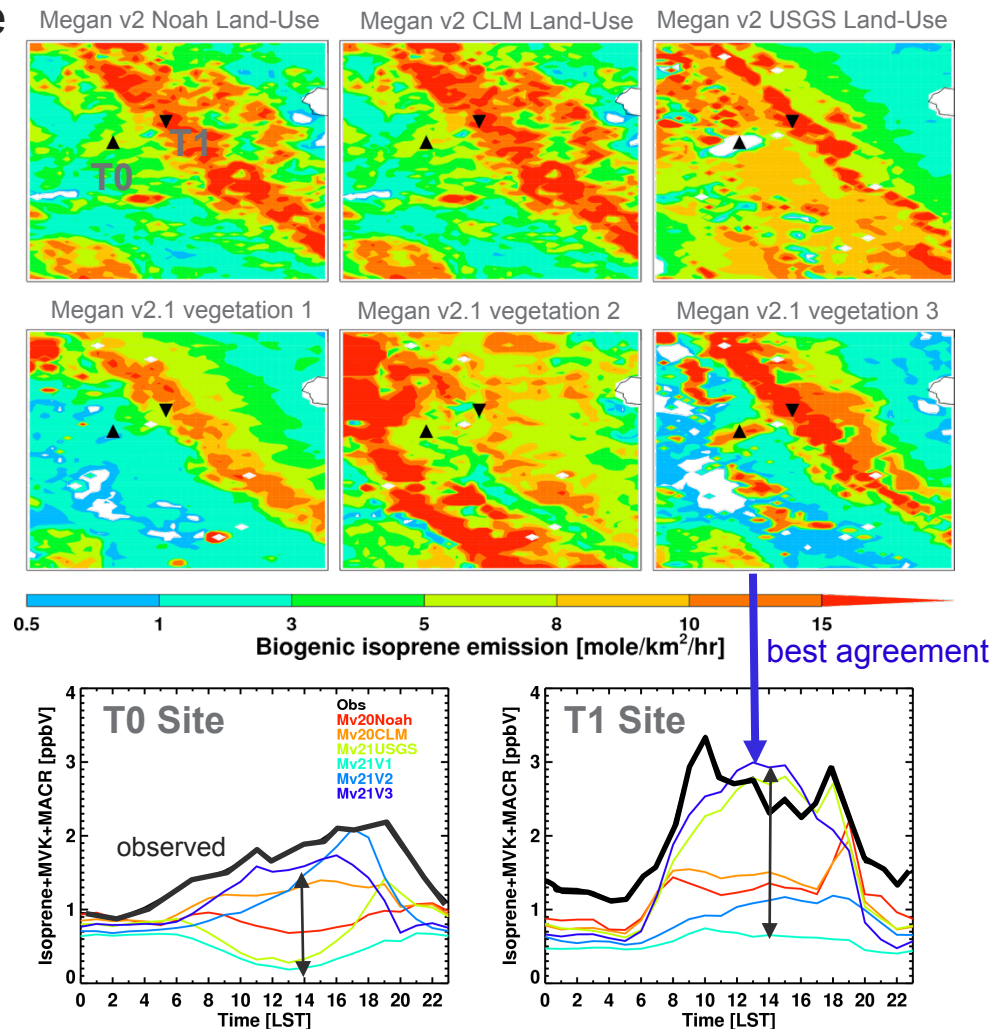 e
Megan v2 Noah Land-Use Megan v2 CLM Land-Use Megan v2 USGS Land-Use
T1
T0
Megan v2.1 vegetation 1 Megan v2.1 vegetation 2 Megan v2.1 vegetation 3
0.5 1 3 5 8 10 15
Biogenic isoprene emission [mole/km²/hr]
best agreement
Isoprene+MVK+MACR [ppbV]
4
3
2
1
0
T0 Site
Obs
Mv20Noah
Mv20CLM
Mv21USGS
Mv21V1
Mv21V2
Mv21V3
observed
0 2 4 6 8 10 12 14 16 18 20 22
Time [LST]
Isoprene+MVK+MACR [ppbV]
4
3
2
1
0
T1 Site
0 2 4 6 8 10 12 14 16 18 20 22
Time [LST]